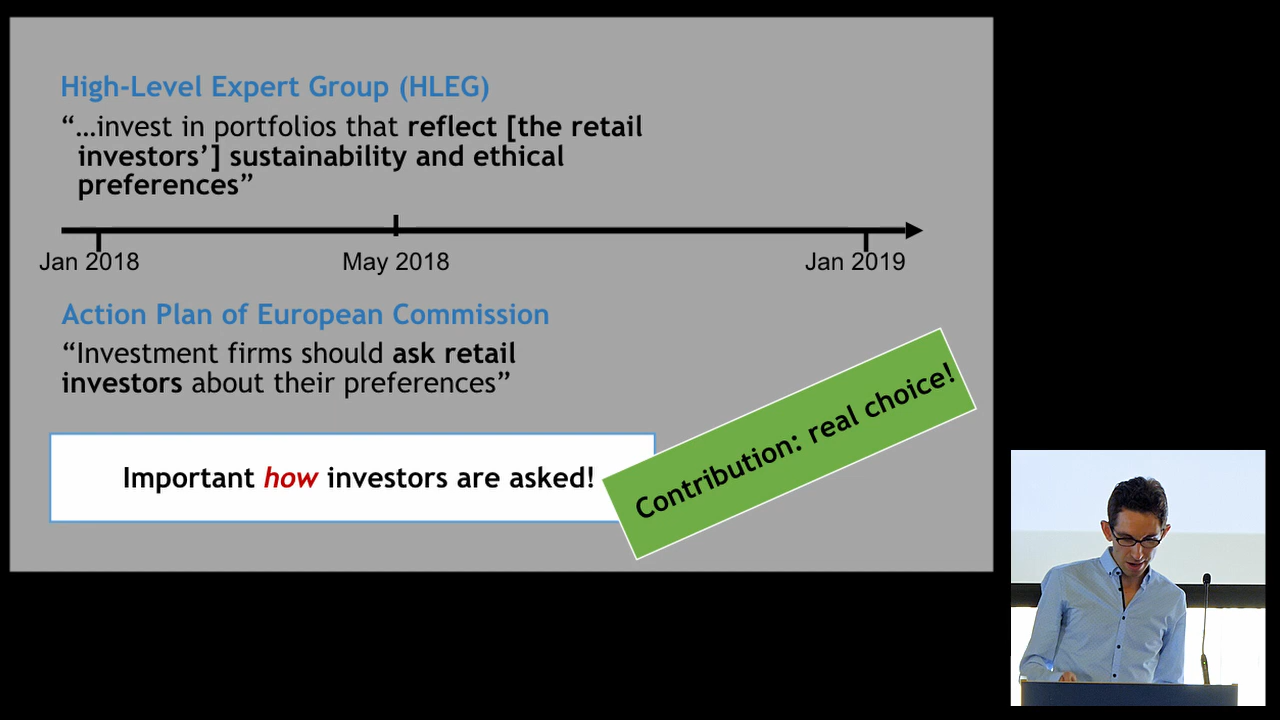 High-Level Expert Group (HLEG)
“…invest in portfolios that reflect [the retail
investors’] sustainability and ethical
preferences”
Jan 2018
May 2018
Jan 2019
Action Plan of European Commission
“Investment firms should ask retail
investors about their preferences”
Important how investors are asked!
Contribution: real choice!